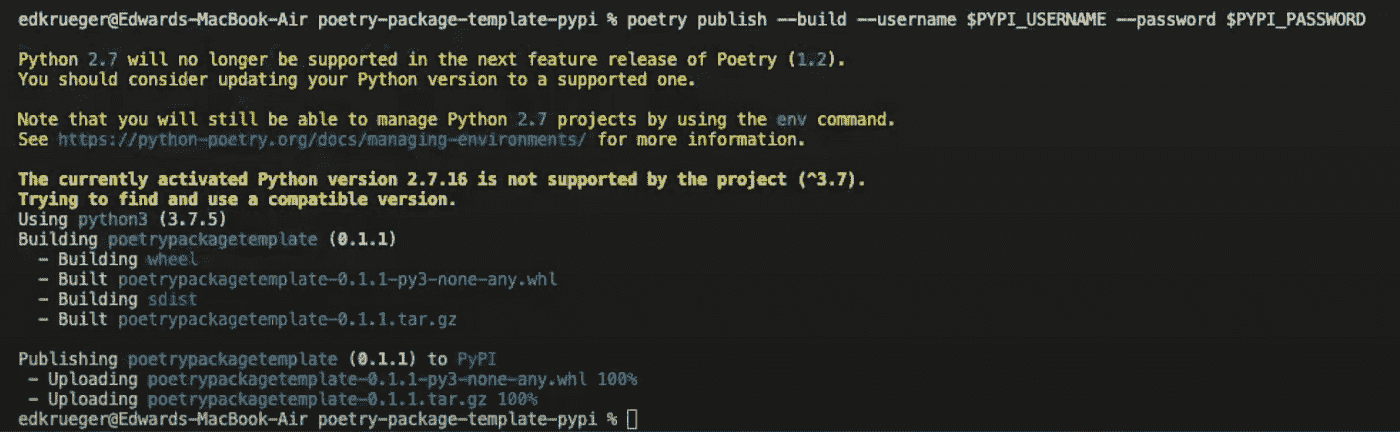 edkrueger@Edwards-MacBook-Air poetry-package-template-pypi % poetry publish --build --username $PYPI_USERNAME --password $PYPI_PASSWORD
Python 2.7 will no longer be supported in the next feature release of Poetry (1.2).
You should consider updating your Python version to a supported one.
Note that you will still be able to manage Python 2.7 projects by using the env command.
See https://python-poetry.org/docs/managing-environments/ for more information.
The currently activated Python version 2.7.16 is not supported by the project (^3.7).
Trying to find and use a compatible version.
Using python3 (3.7.5)
Building poetrypackagetemplate (0.1.1)
- Building wheel
- Built poetrypackagetemplate-0.1.1-py3-none-any.whl
- Building sdist
- Built poetrypackagetemplate-0.1.1.tar.gz
Publishing poetrypackagetemplate (0.1.1) to PyPI
- Uploading poetrypackagetemplate-0.1.1-py3-none-any.whl 100%
- Uploading poetrypackagetemplate-0.1.1.tar.gz 100%
edkrueger@Edwards-MacBook-Air poetry-package-template-pypi %